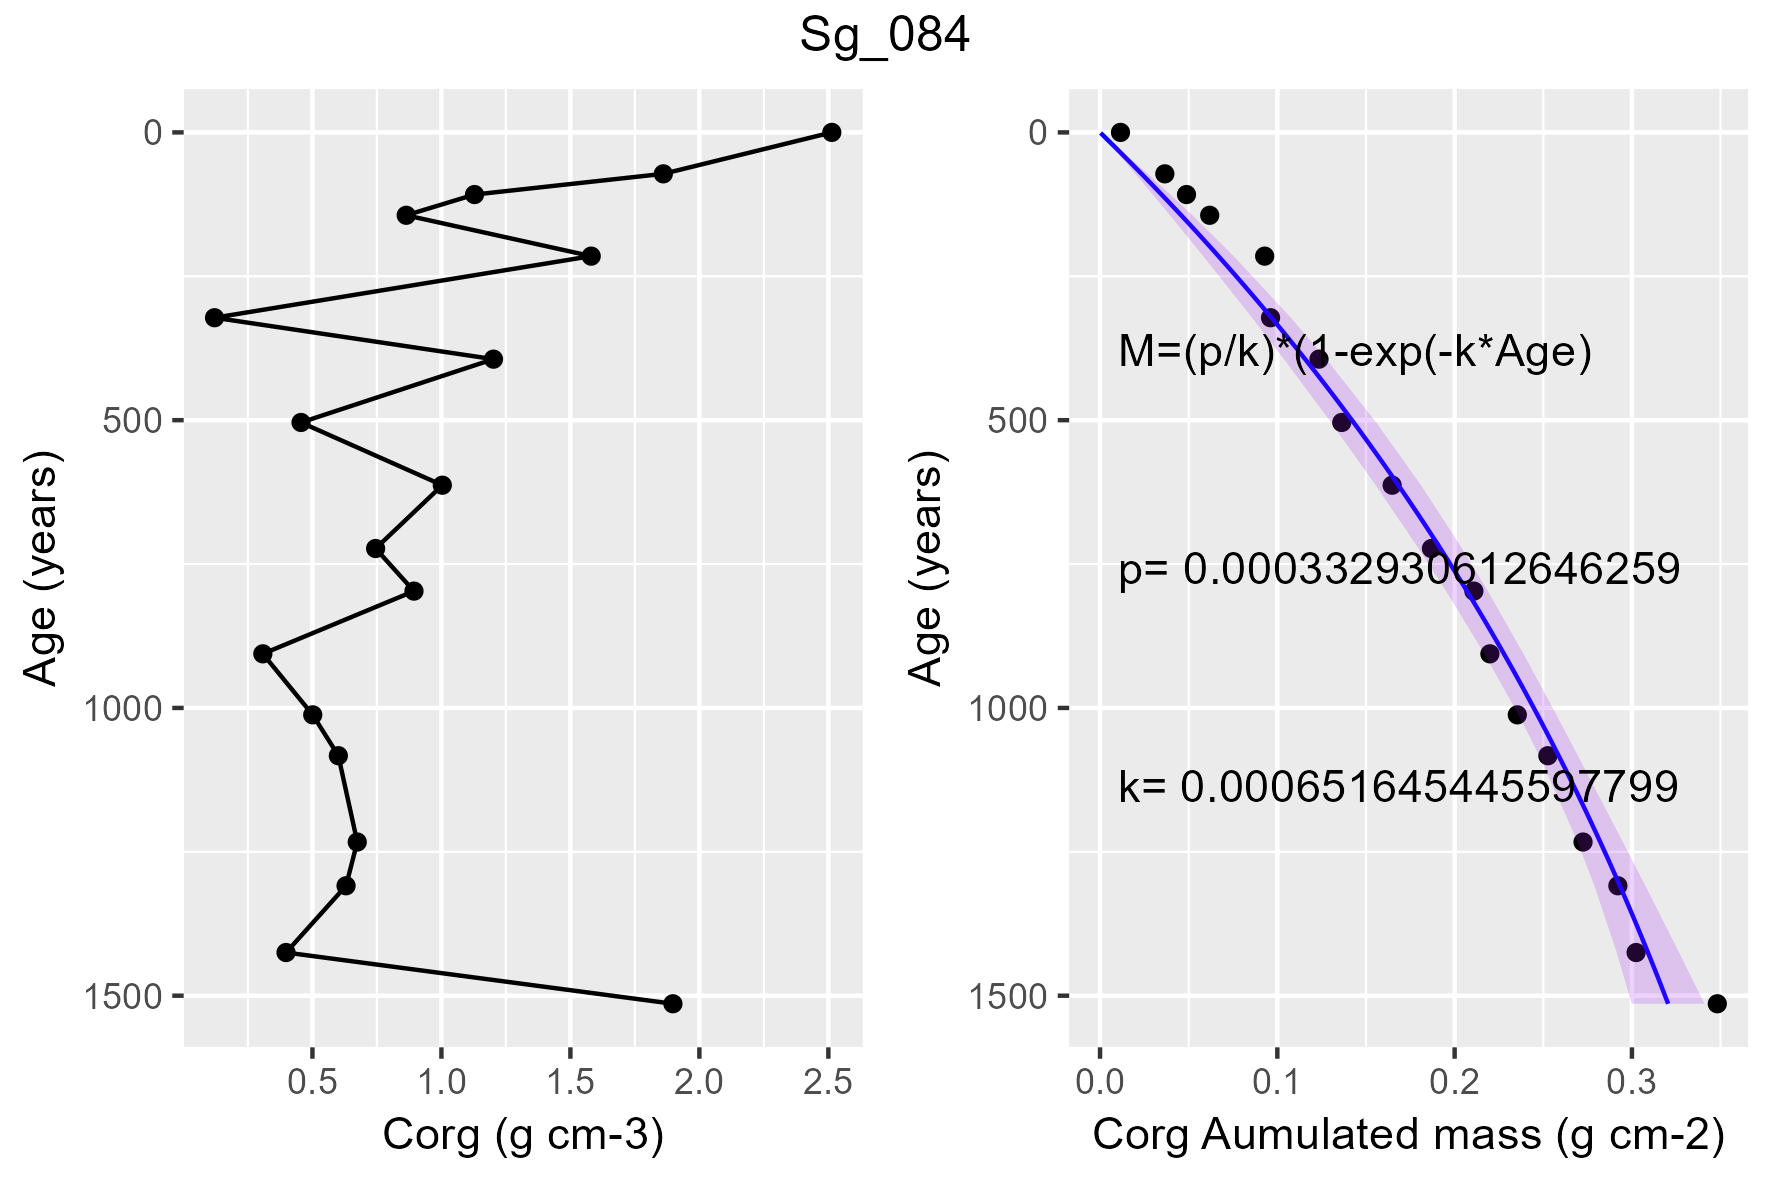 Sg_084
0
500
1000
1500
Age (years)
0.5 1.0 1.5 2.0 2.5
Corg (g cm-3)
0
500
1000
1500
Age (years)
M=(p/k)*(1-exp(-k*Age)
p= 0.000332930612646259
k= 0.000651645445597799
0.0 0.1 0.2 0.3
Corg Aumulated mass (g cm-2)